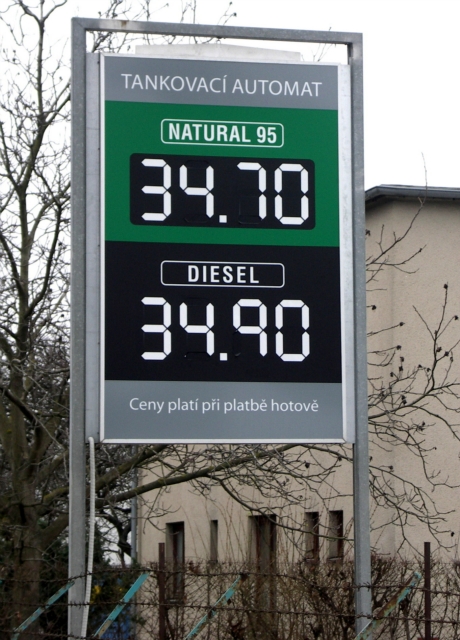 TANKOVACÍ AUTOMAT
NATURAL 95
34.70
DIESEL
34.90
Ceny platí při platbě hotově